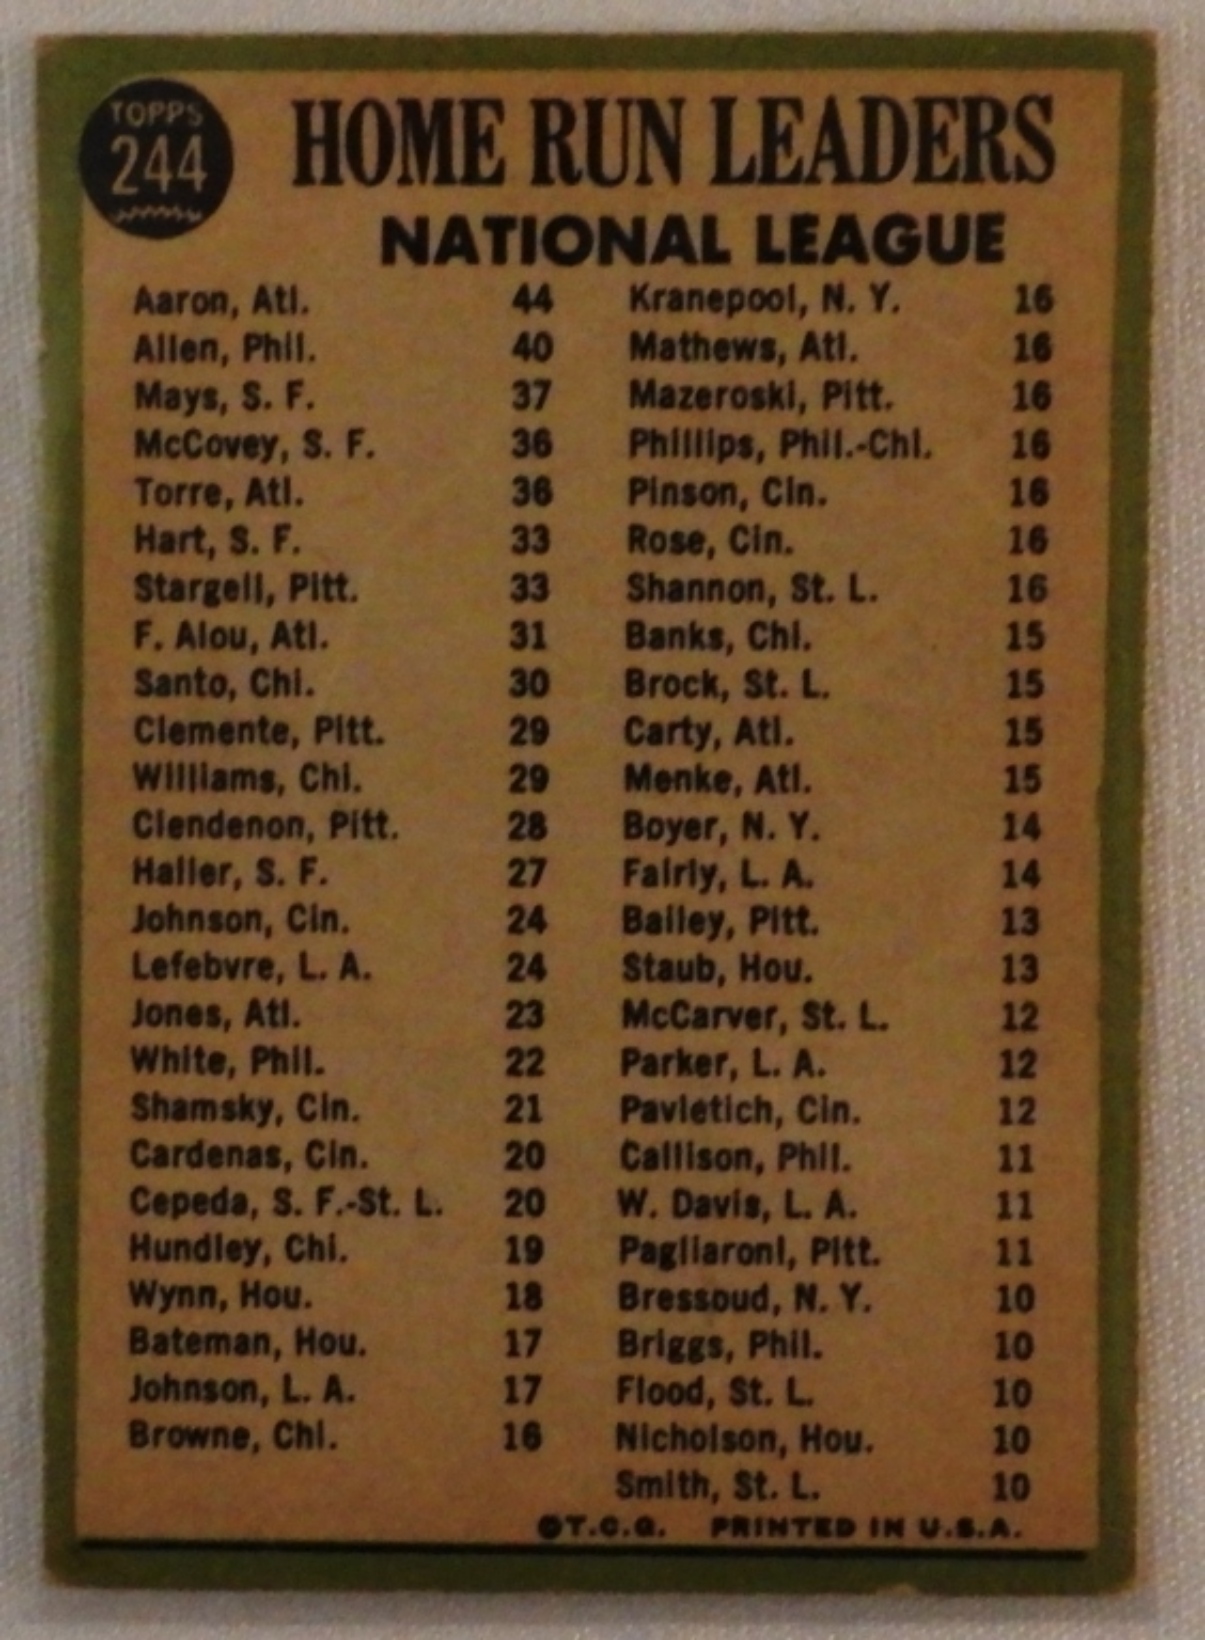 TOPPS
244
HOME RUN LEADERS
NATIONAL LEAGUE
Aaron, Atl. 44
Allen, Phil. 40
Mays, S. F. 37
McCovey, S. F. 36
Torre, Atl. 36
Hart, S. F. 33
Stargell, Pitt. 33
F. Alou, Atl. 31
Santo, Chi. 30
Clemente, Pitt. 29
Williams, Chi. 29
Clendenon, Pitt. 28
Haller, S. F. 27
Johnson, Cin. 24
Lefebvre, L. A. 24
Jones, Atl. 23
White, Phil. 22
Shamsky, Cin. 21
Cardenas, Cin. 20
Cepeda, S. F.-St. L. 20
Hundley, Chi. 19
Wynn, Hou. 18
Bateman, Hou. 17
Johnson, L. A. 17
Browne, Chi. 16
Kranepool, N. Y. 16
Mathews, Atl. 16
Mazeroski, Pitt. 16
Phillips, Phil.-Chi. 16
Pinson, Cin. 16
Rose, Cin. 16
Shannon, St. L. 16
Banks, Chi. 15
Brock, St. L. 15
Carty, Atl. 15
Menke, Atl. 15
Boyer, N. Y. 14
Fairly, L. A. 14
Bailey, Pitt. 13
Staub, Hou. 13
McCarver, St. L. 12
Parker, L. A. 12
Pavletich, Cin. 12
Callison, Phil. 11
W. Davis, L. A. 11
Pagliaroni, Pitt. 11
Bressoud, N. Y. 10
Briggs, Phil. 10
Flood, St. L. 10
Nicholson, Hou. 10
Smith, St. L. 10
©T.C.G. PRINTED IN U.S.A.